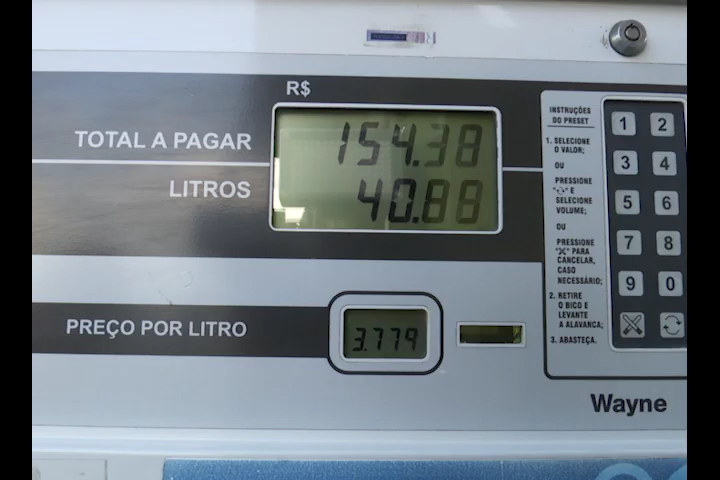 R$
TOTAL A PAGAR 154.38
LITROS 40.88
PREÇO POR LITRO 3.779
INSTRUÇÕES
DO PRESET
1. SELECIONE
O VALOR;
OU
PRESSIONE
" " E
SELECIONE
VOLUME;
OU
PRESSIONE
" " PARA
CANCELAR,
CASO
NECESSÁRIO;
2. RETIRE
O BICO E
LEVANTE
A ALAVANCA;
3. ABASTEÇA.
1 2
3 4
5 6
7 8
9 0
Wayne